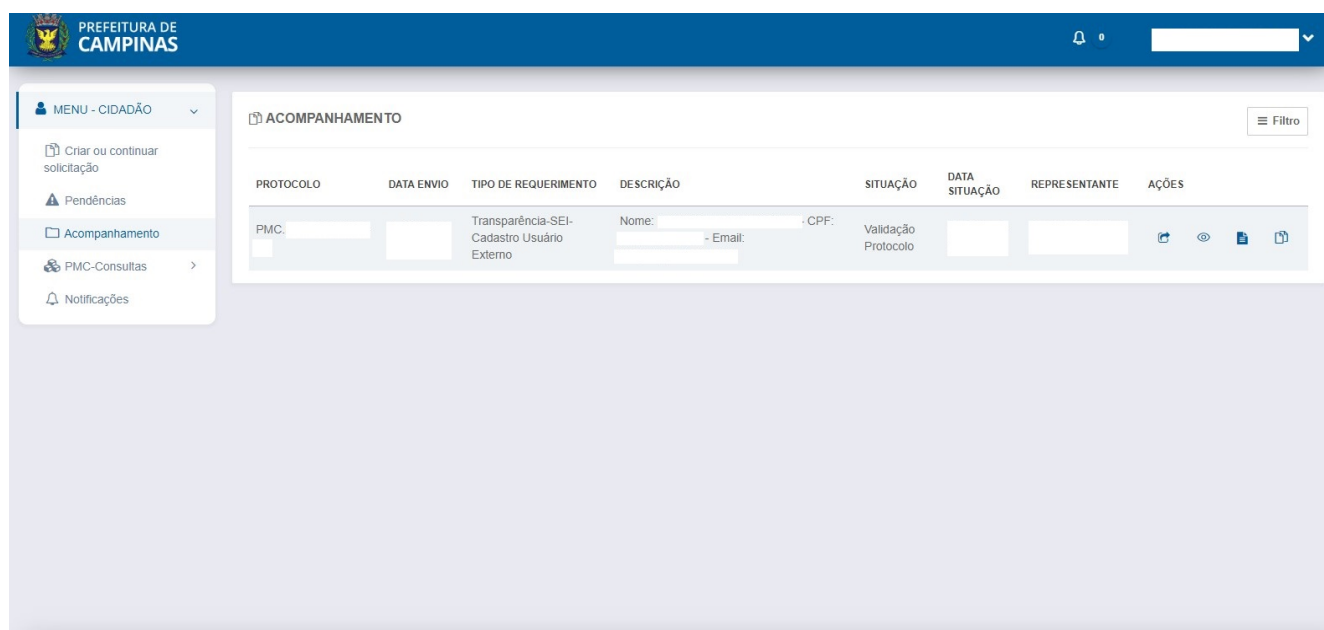 PREFEITURA DE
CAMPINAS
0
MENU - CIDADÃO
Criar ou continuar
solicitação
Pendências
Acompanhamento
PMC-Consultas
Notificações
ACOMPANHAMENTO
Filtro
PROTOCOLO
DATA ENVIO
TIPO DE REQUERIMENTO
DESCRIÇÃO
SITUAÇÃO
DATA
SITUAÇÃO
REPRESENTANTE
AÇÕES
PMC.
Transparência-SEI-
Cadastro Usuário
Externo
Nome: - CPF:
- Email:
Validação
Protocolo